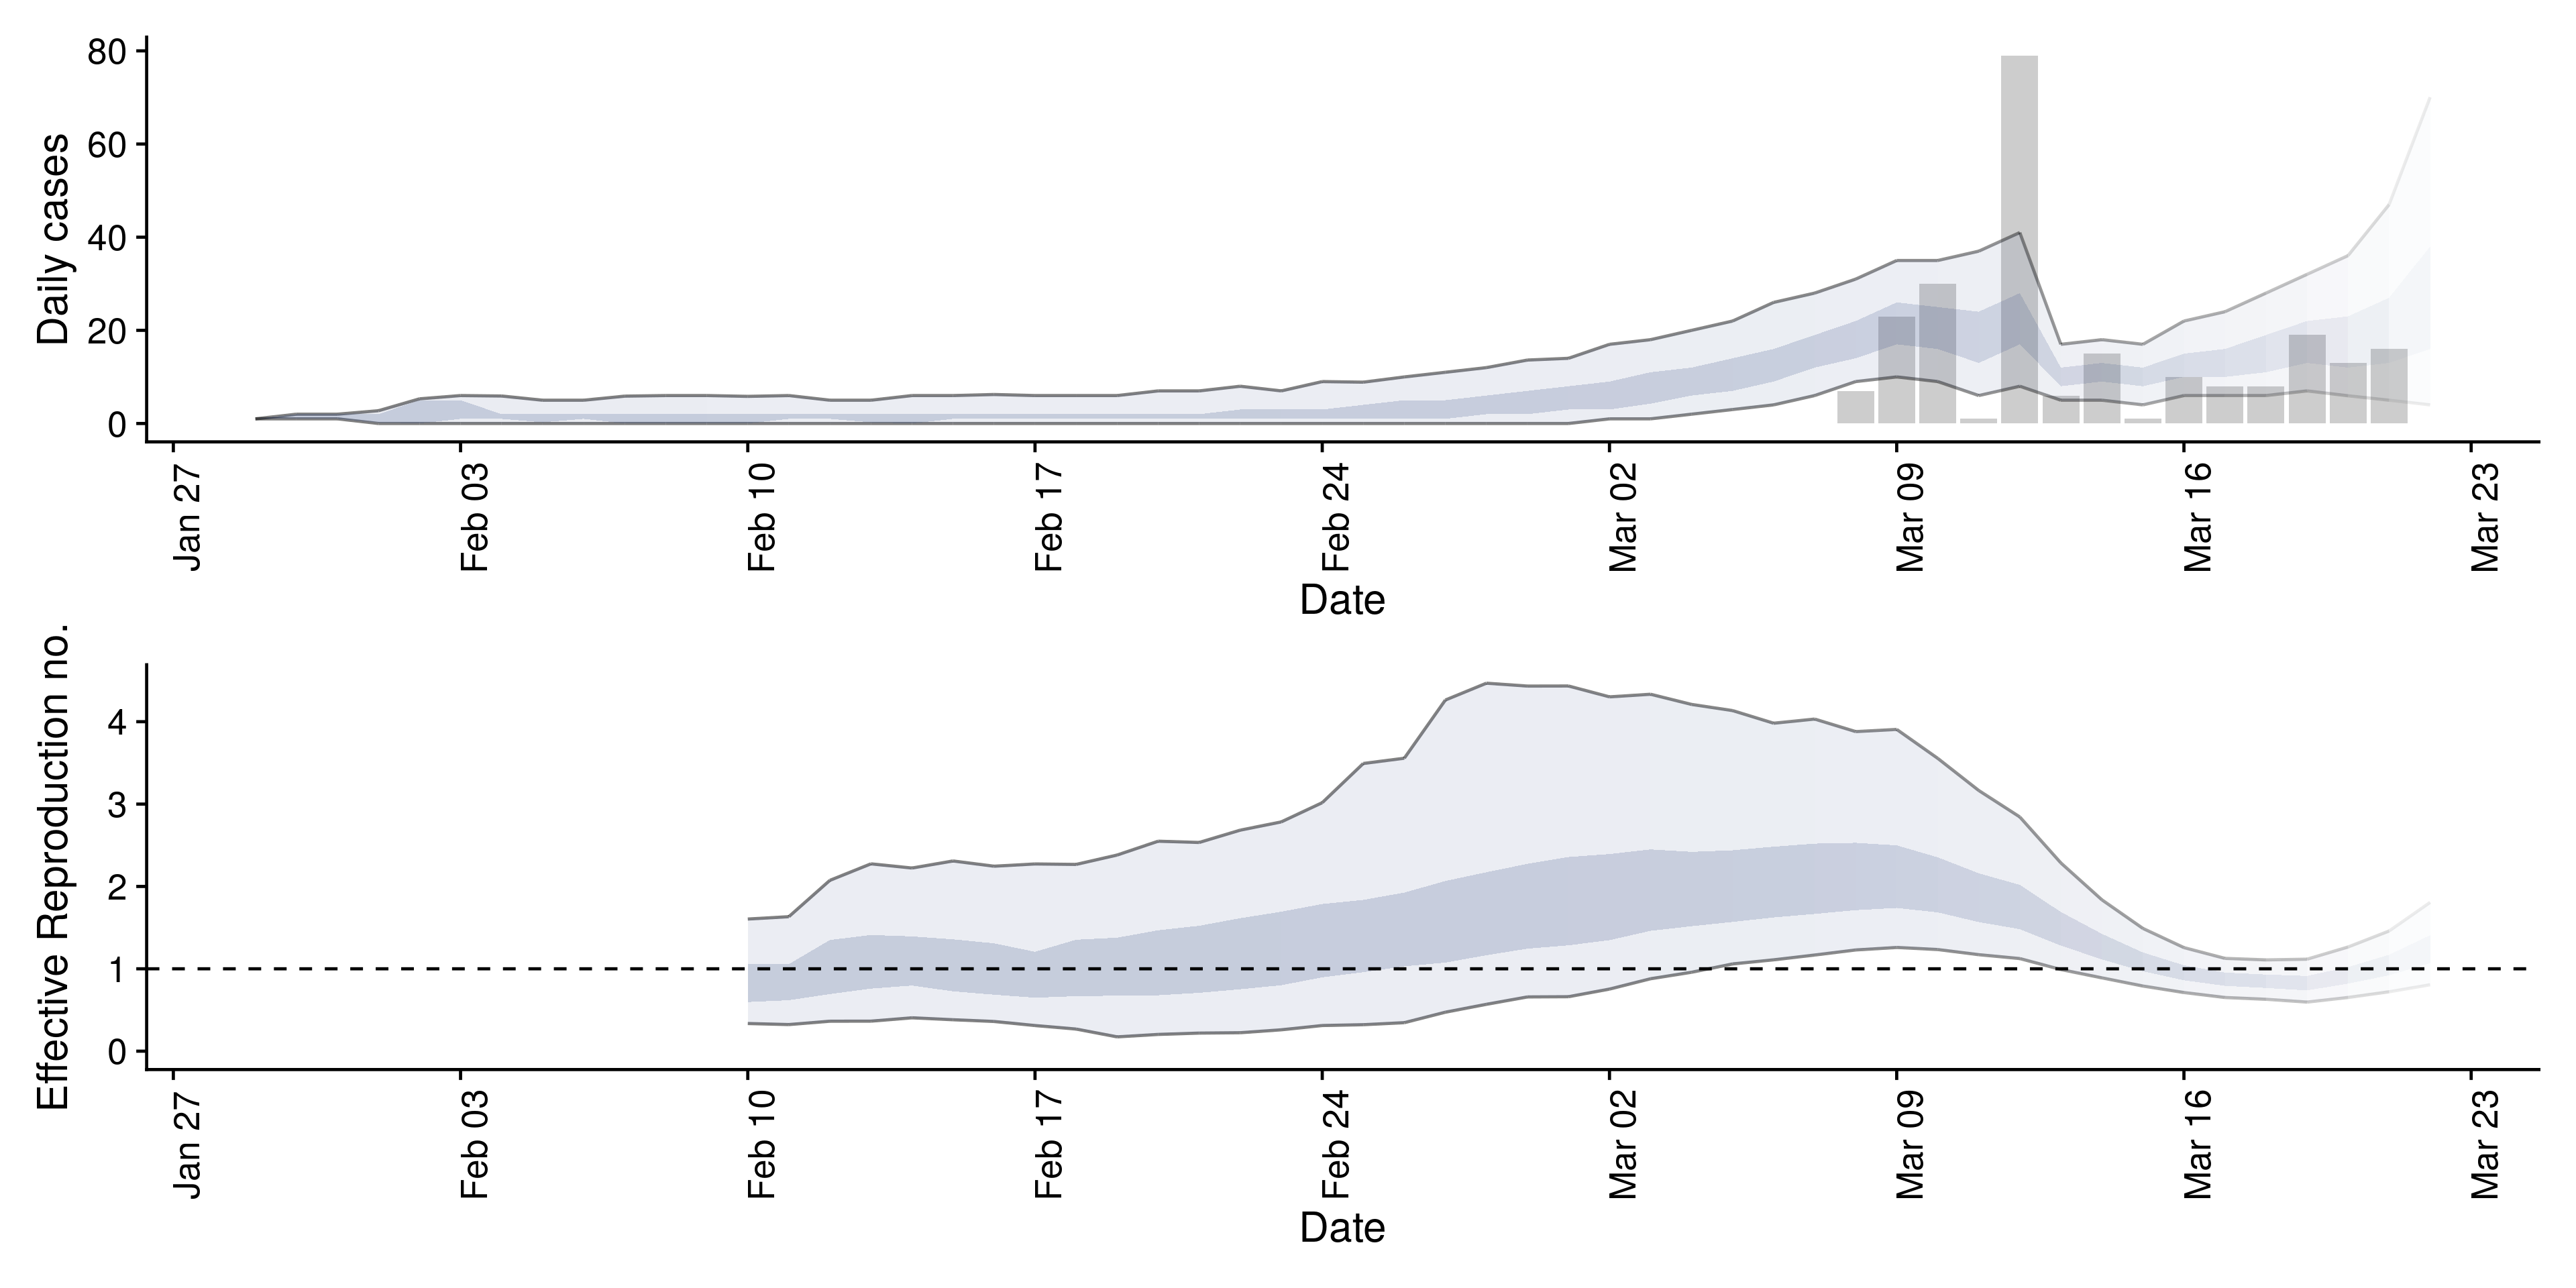 Daily cases
80
60
40
20
0
Jan 27
Feb 03
Feb 10
Feb 17
Feb 24
Mar 02
Mar 09
Mar 16
Mar 23
Date
Effective Reproduction no.
4
3
2
1
0
Jan 27
Feb 03
Feb 10
Feb 17
Feb 24
Mar 02
Mar 09
Mar 16
Mar 23
Date